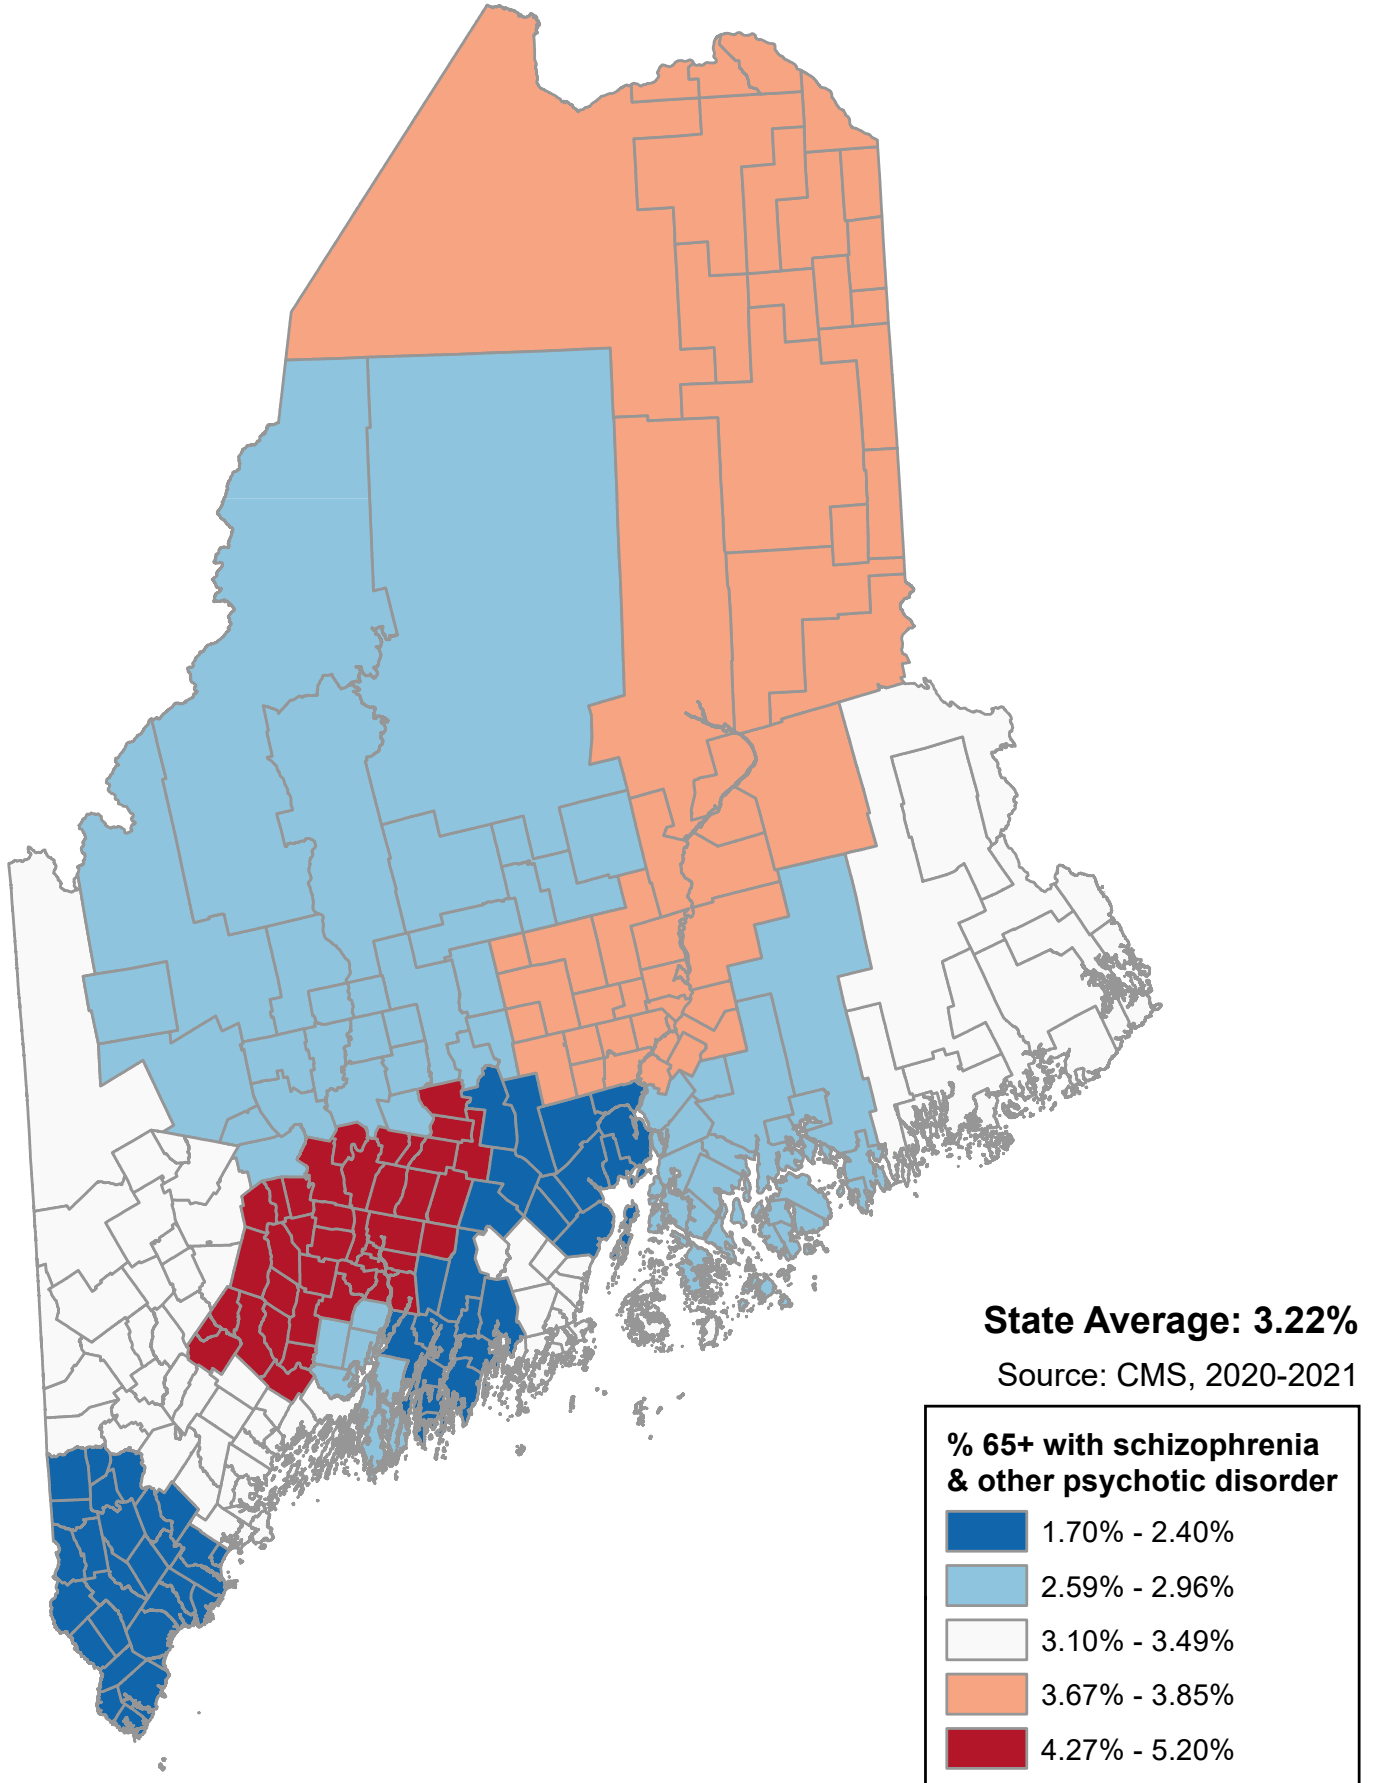 State Average: 3.22%
Source: CMS, 2020-2021
% 65+ with schizophrenia
& other psychotic disorder
1.70% - 2.40%
2.59% - 2.96%
3.10% - 3.49%
3.67% - 3.85%
4.27% - 5.20%